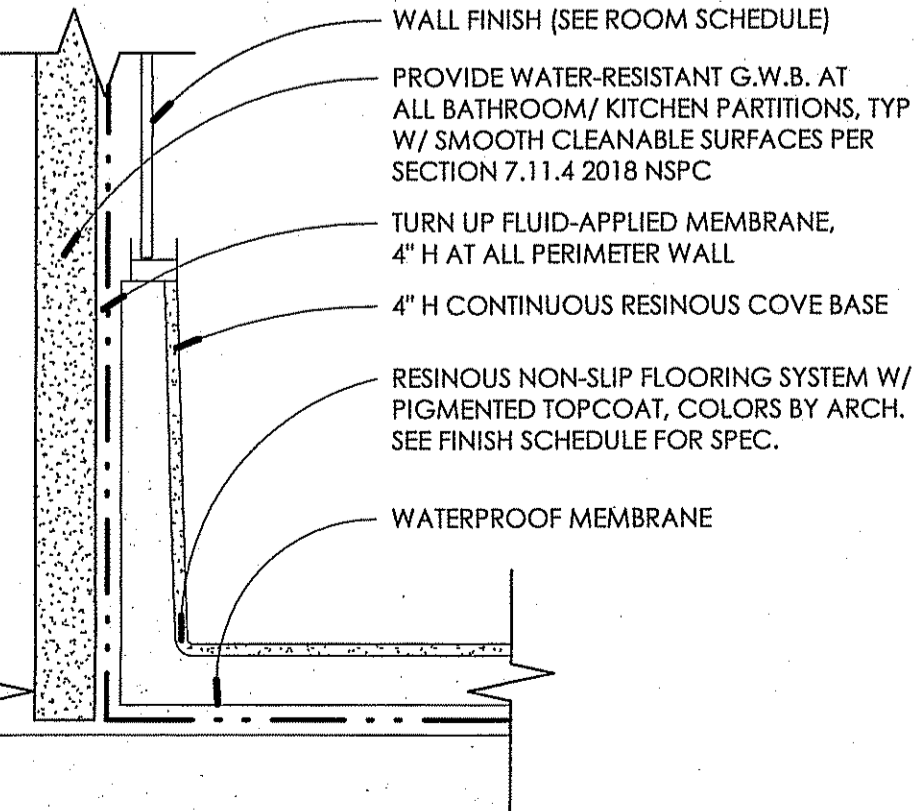 WALL FINISH (SEE ROOM SCHEDULE)
PROVIDE WATER-RESISTANT G.W.B. AT
ALL BATHROOM/ KITCHEN PARTITIONS, TYP
W/ SMOOTH CLEANABLE SURFACES PER
SECTION 7.11.4 2018 NSPC
TURN UP FLUID-APPLIED MEMBRANE,
4" H AT ALL PERIMETER WALL
4" H CONTINUOUS RESINOUS COVE BASE
RESINOUS NON-SLIP FLOORING SYSTEM W/
PIGMENTED TOPCOAT, COLORS BY ARCH.
SEE FINISH SCHEDULE FOR SPEC.
WATERPROOF MEMBRANE